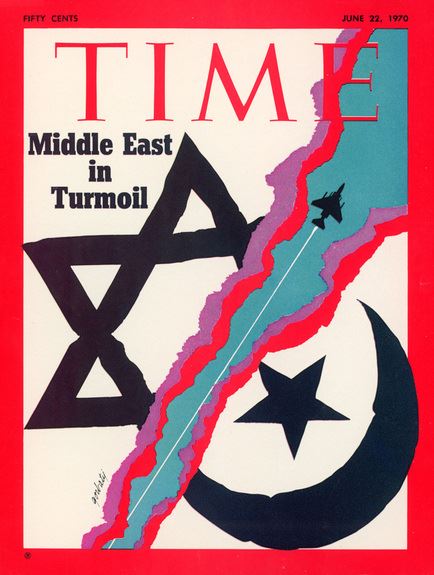 FIFTY CENTS JUNE 22, 1970
TIME
Middle East
in
Turmoil
®